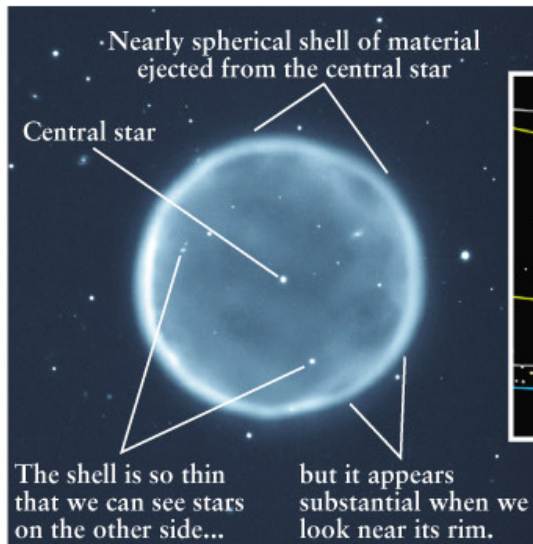 Nearly spherical shell of material
ejected from the central star
Central star
The shell is so thin
that we can see stars
on the other side...
but it appears
substantial when we
look near its rim.